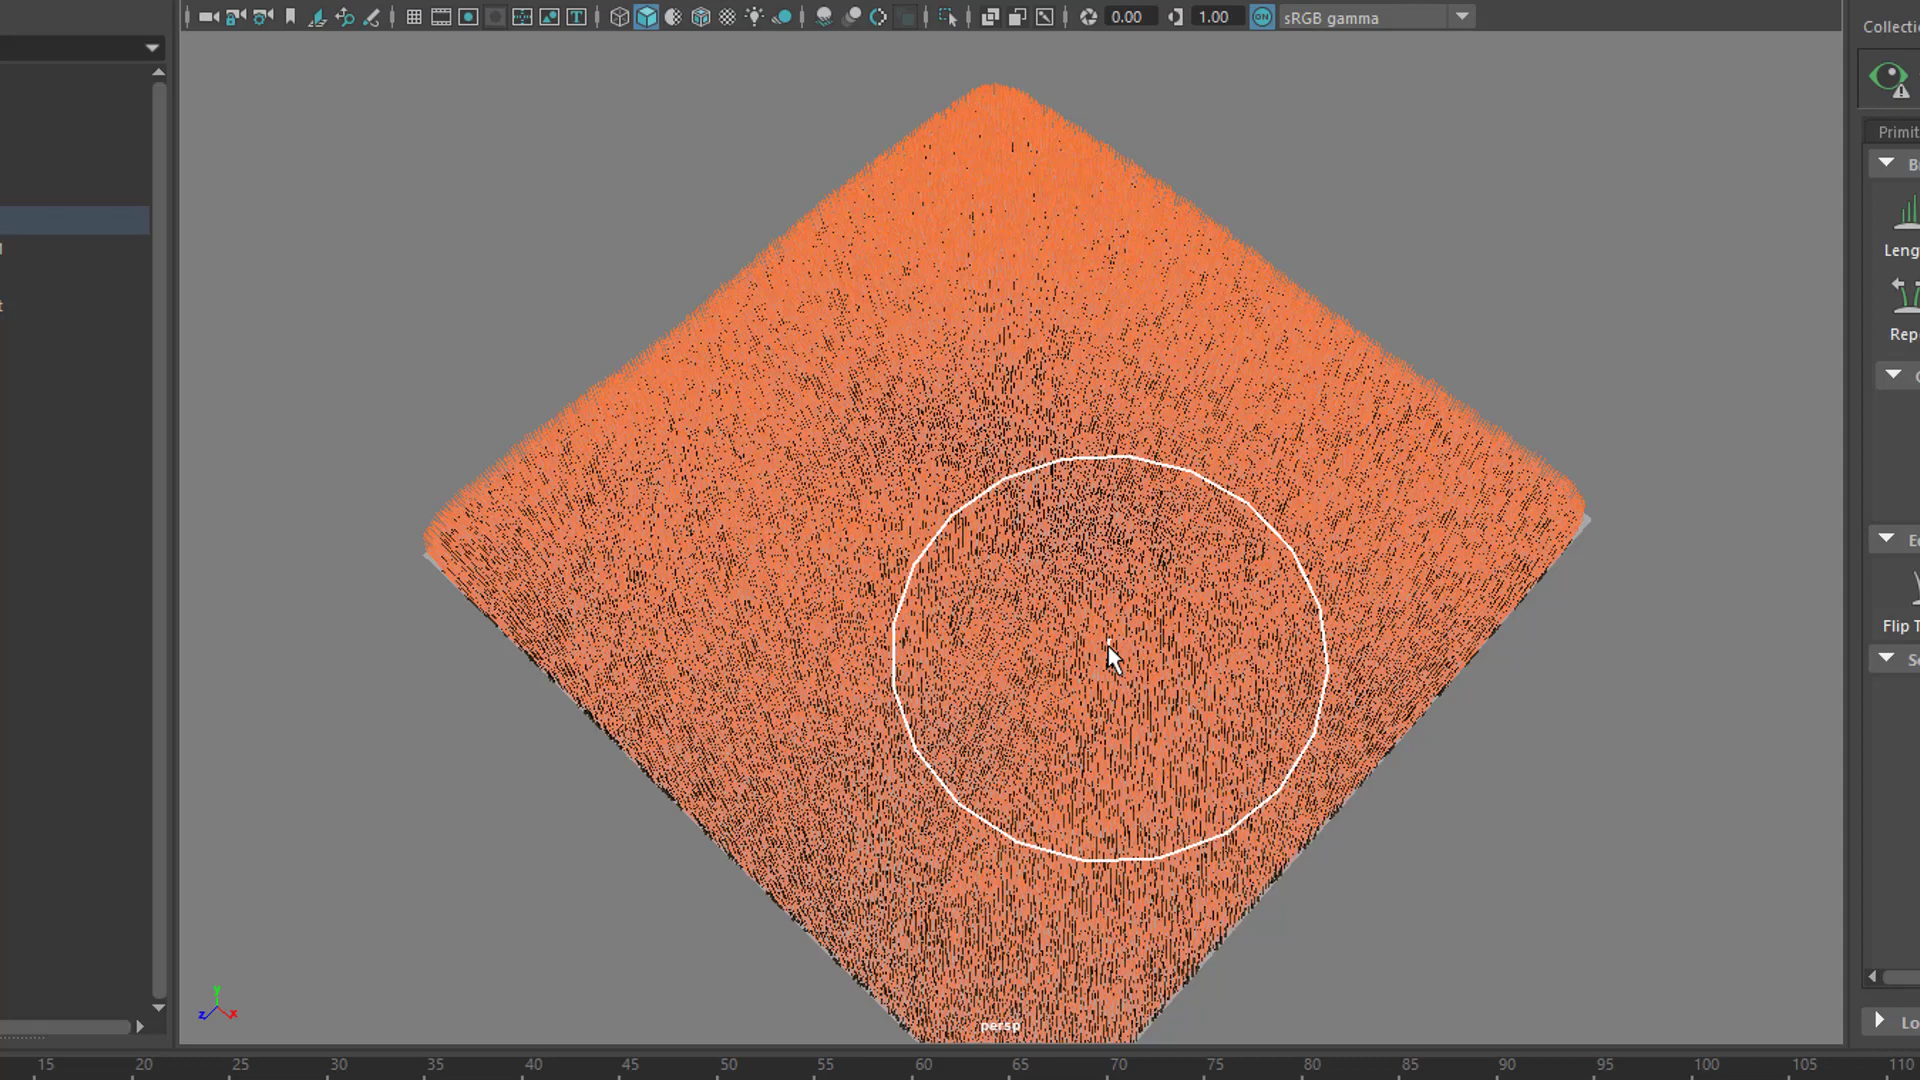 0.00 1.00 ON sRGB gamma
Collecti
Primit
B
Leng
Rep
E
Flip T
S
Lo
t
y
z x
persp
15 20 25 30 35 40 45 50 55 60 65 70 75 80 85 90 95 100 105 110